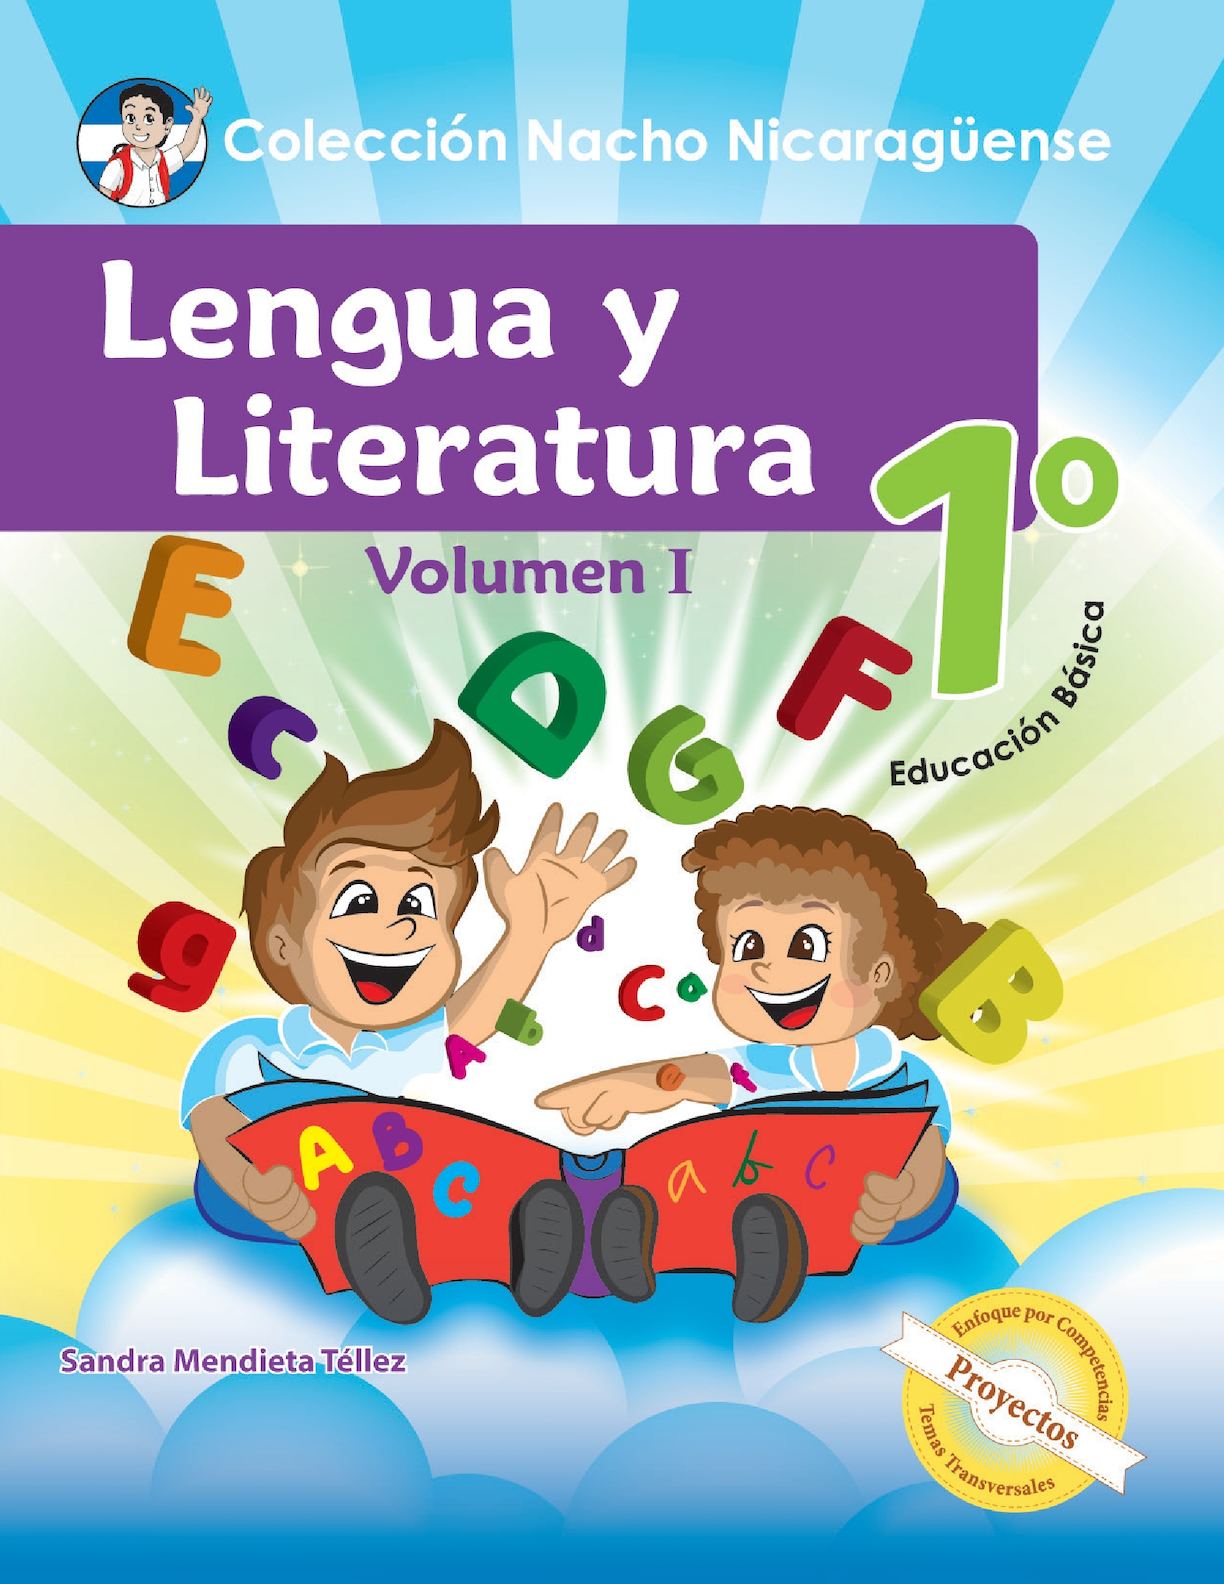 Colección Nacho Nicaragüense
Lengua y
Literatura
1º
Volumen I
Educación Básica
E
C
D
G
F
g
d
C
a
B
A
b
e
f
A B C
a b c
Sandra Mendieta Téllez
Enfoque por Competencias
Proyectos
Temas Transversales